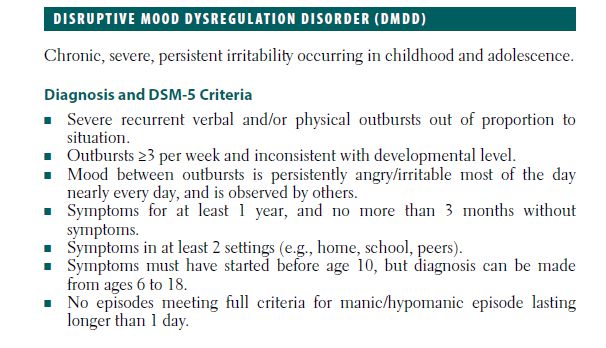 DISRUPTIVE MOOD DYSREGULATION DISORDER (DMDD)
Chronic, severe, persistent irritability occurring in childhood and adolescence.
Diagnosis and DSM-5 Criteria
■ Severe recurrent verbal and/or physical outbursts out of proportion to
situation.
■ Outbursts ≥3 per week and inconsistent with developmental level.
■ Mood between outbursts is persistently angry/irritable most of the day
nearly every day, and is observed by others.
■ Symptoms for at least 1 year, and no more than 3 months without
symptoms.
■ Symptoms in at least 2 settings (e.g., home, school, peers).
■ Symptoms must have started before age 10, but diagnosis can be made
from ages 6 to 18.
■ No episodes meeting full criteria for manic/hypomanic episode lasting
longer than 1 day.